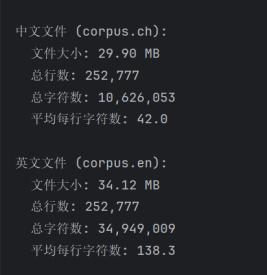 中文文件 (corpus.ch):
文件大小: 29.90 MB
总行数: 252,777
总字符数: 10,626,053
平均每行字符数: 42.0
英文文件 (corpus.en):
文件大小: 34.12 MB
总行数: 252,777
总字符数: 34,949,009
平均每行字符数: 138.3